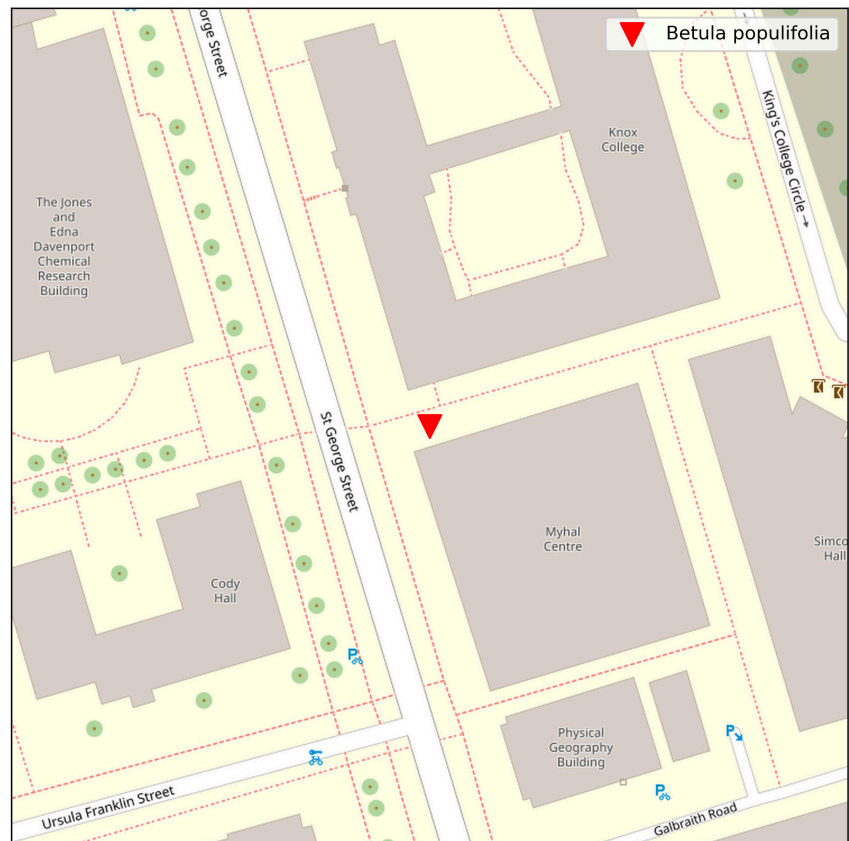 orge Street
Betula populifolia
King's College Circle →
Knox
College
The Jones
and
Edna
Davenport
Chemical
Research
Building
St George Street
Myhal
Centre
Simco
Hall
Cody
Hall
P
P
Physical
Geography
Building
P
Ursula Franklin Street
Galbraith Road